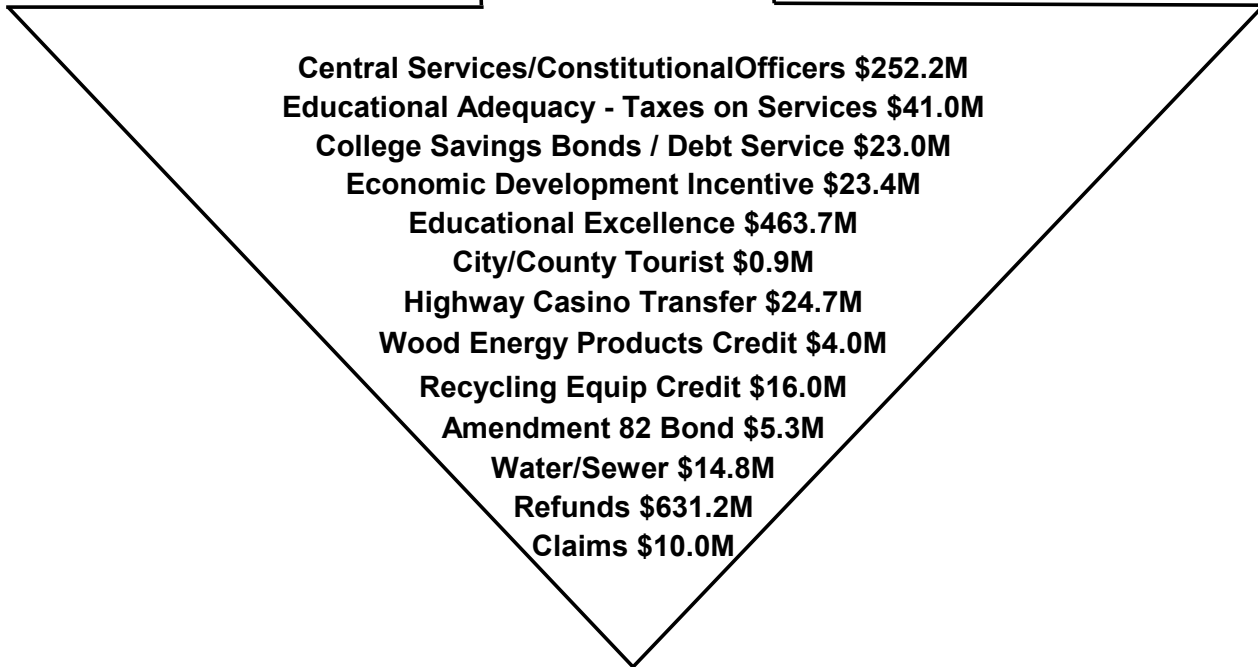 Central Services/ConstitutionalOfficers $252.2M
Educational Adequacy - Taxes on Services $41.0M
College Savings Bonds / Debt Service $23.0M
Economic Development Incentive $23.4M
Educational Excellence $463.7M
City/County Tourist $0.9M
Highway Casino Transfer $24.7M
Wood Energy Products Credit $4.0M
Recycling Equip Credit $16.0M
Amendment 82 Bond $5.3M
Water/Sewer $14.8M
Refunds $631.2M
Claims $10.0M